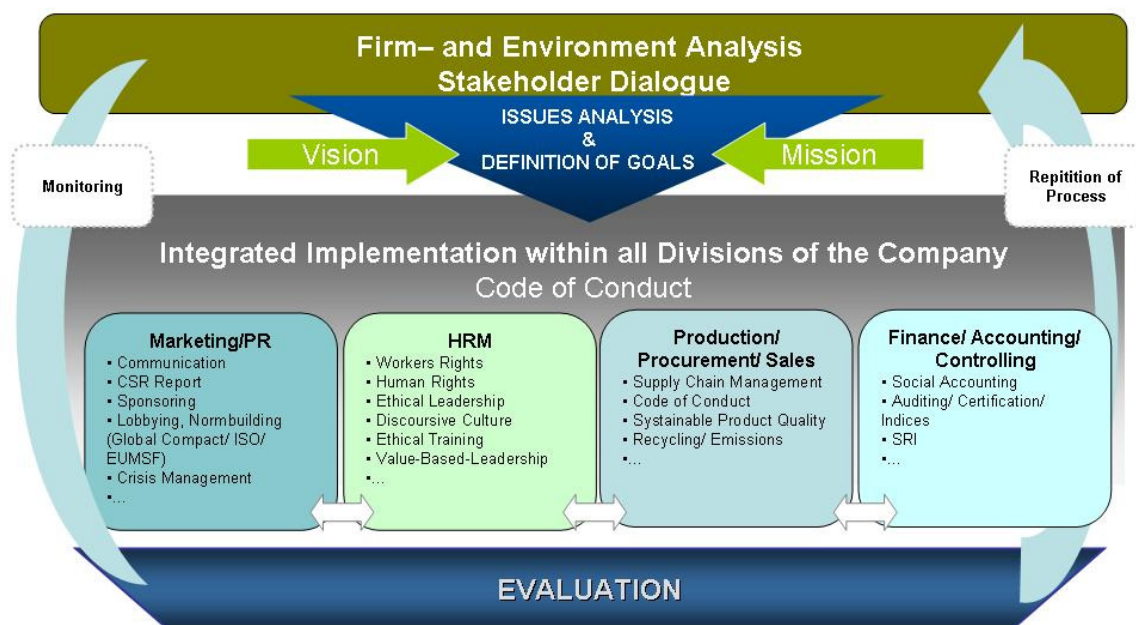 Firm– and Environment Analysis
Stakeholder Dialogue
ISSUES ANALYSIS
&
DEFINITION OF GOALS
Vision
Mission
Monitoring
Repitition of
Process
Integrated Implementation within all Divisions of the Company
Code of Conduct
Marketing/PR
▪ Communication
▪ CSR Report
▪ Sponsoring
▪ Lobbying, Normbuilding
(Global Compact/ ISO/
EUMSF)
▪ Crisis Management
▪...
HRM
▪ Workers Rights
▪ Human Rights
▪ Ethical Leadership
▪ Discoursive Culture
▪ Ethical Training
▪ Value-Based-Leadership
▪...
Production/
Procurement/ Sales
▪ Supply Chain Management
▪ Code of Conduct
▪ Systainable Product Quality
▪ Recycling/ Emissions
▪...
Finance/ Accounting/
Controlling
▪ Social Accounting
▪ Auditing/ Certification/
Indices
▪ SRI
▪...
EVALUATION